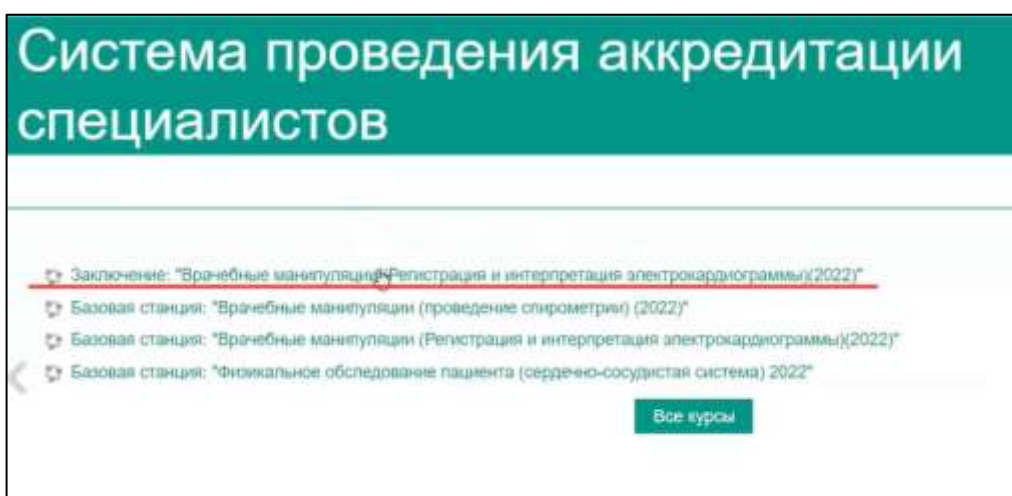 Система проведения аккредитации
специалистов
Заключение: "Врачебные манипуляции(Регистрация и интерпретация электрокардиограммы)(2022)"
Базовая станция: "Врачебные манипуляции (проведение спирометрии) (2022)"
Базовая станция: "Врачебные манипуляции (Регистрация и интерпретация электрокардиограммы)(2022)"
Базовая станция: "Физикальное обследование пациента (сердечно-сосудистая система) 2022"
Все курсы